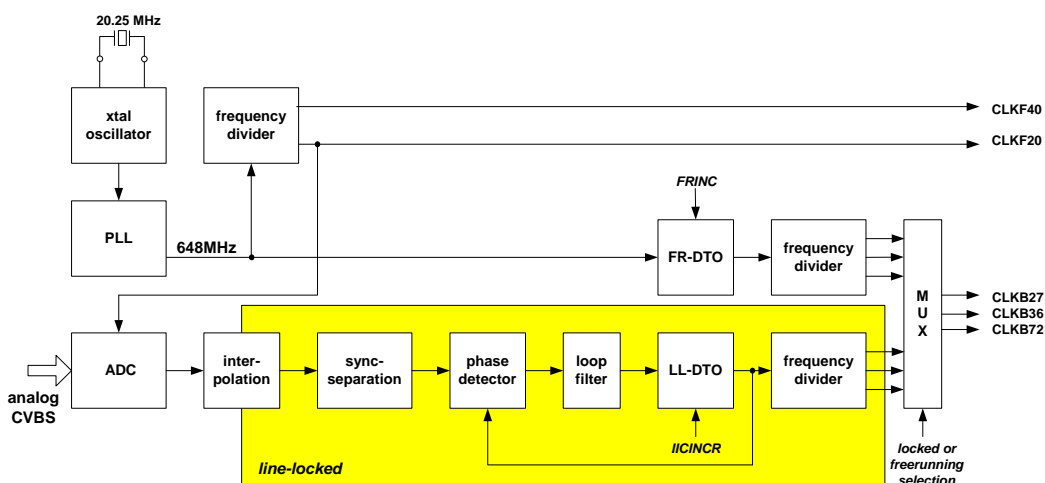 20.25 MHz
xtal
oscillator
frequency
divider
CLKF40
CLKF20
FRINC
PLL
648MHz
FR-DTO
frequency
divider
M
U
X
CLKB27
CLKB36
CLKB72
ADC
inter-
polation
sync-
separation
phase
detector
loop
filter
LL-DTO
frequency
divider
analog
CVBS
IICINCR
line-locked
locked or
freerunning
selection